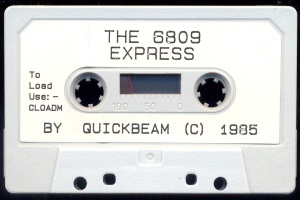 THE 6809
EXPRESS
To
Load
Use:-
CLOADM
100 50 0
BY QUICKBEAM (C) 1985